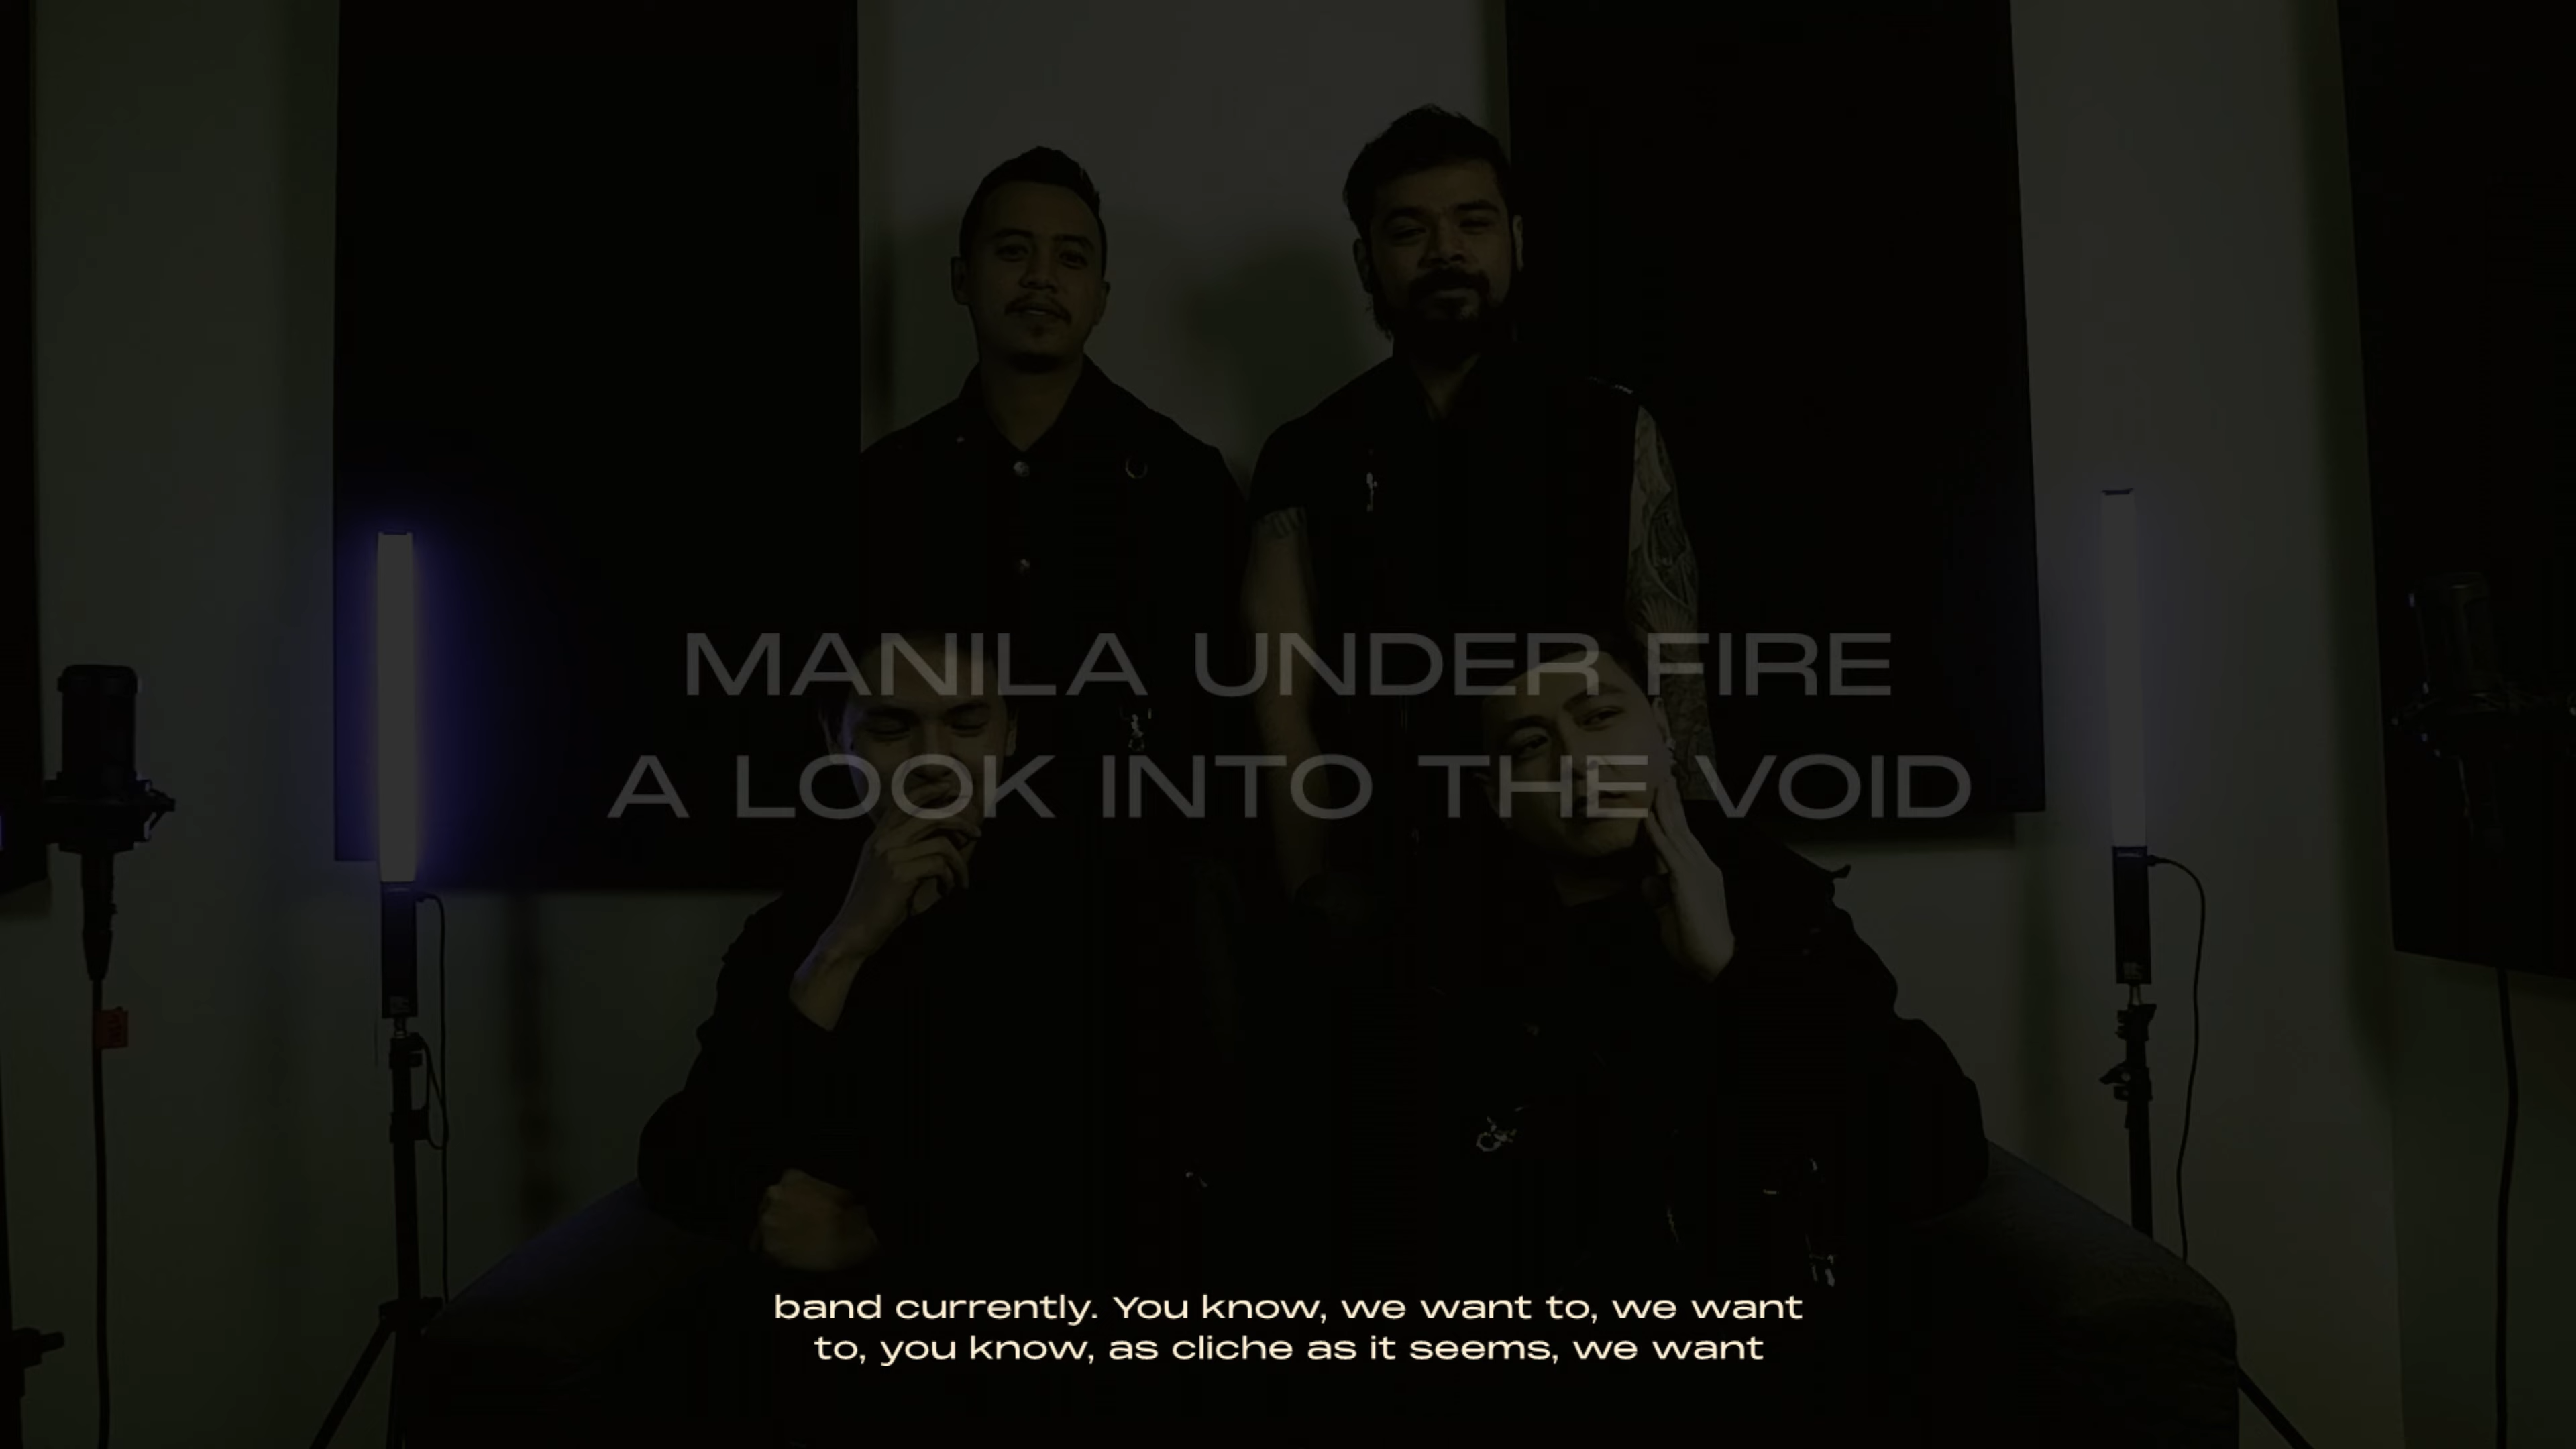 MANILA UNDER FIRE
A LOOK INTO THE VOID
band currently. You know, we want to, we want
to, you know, as cliche as it seems, we want